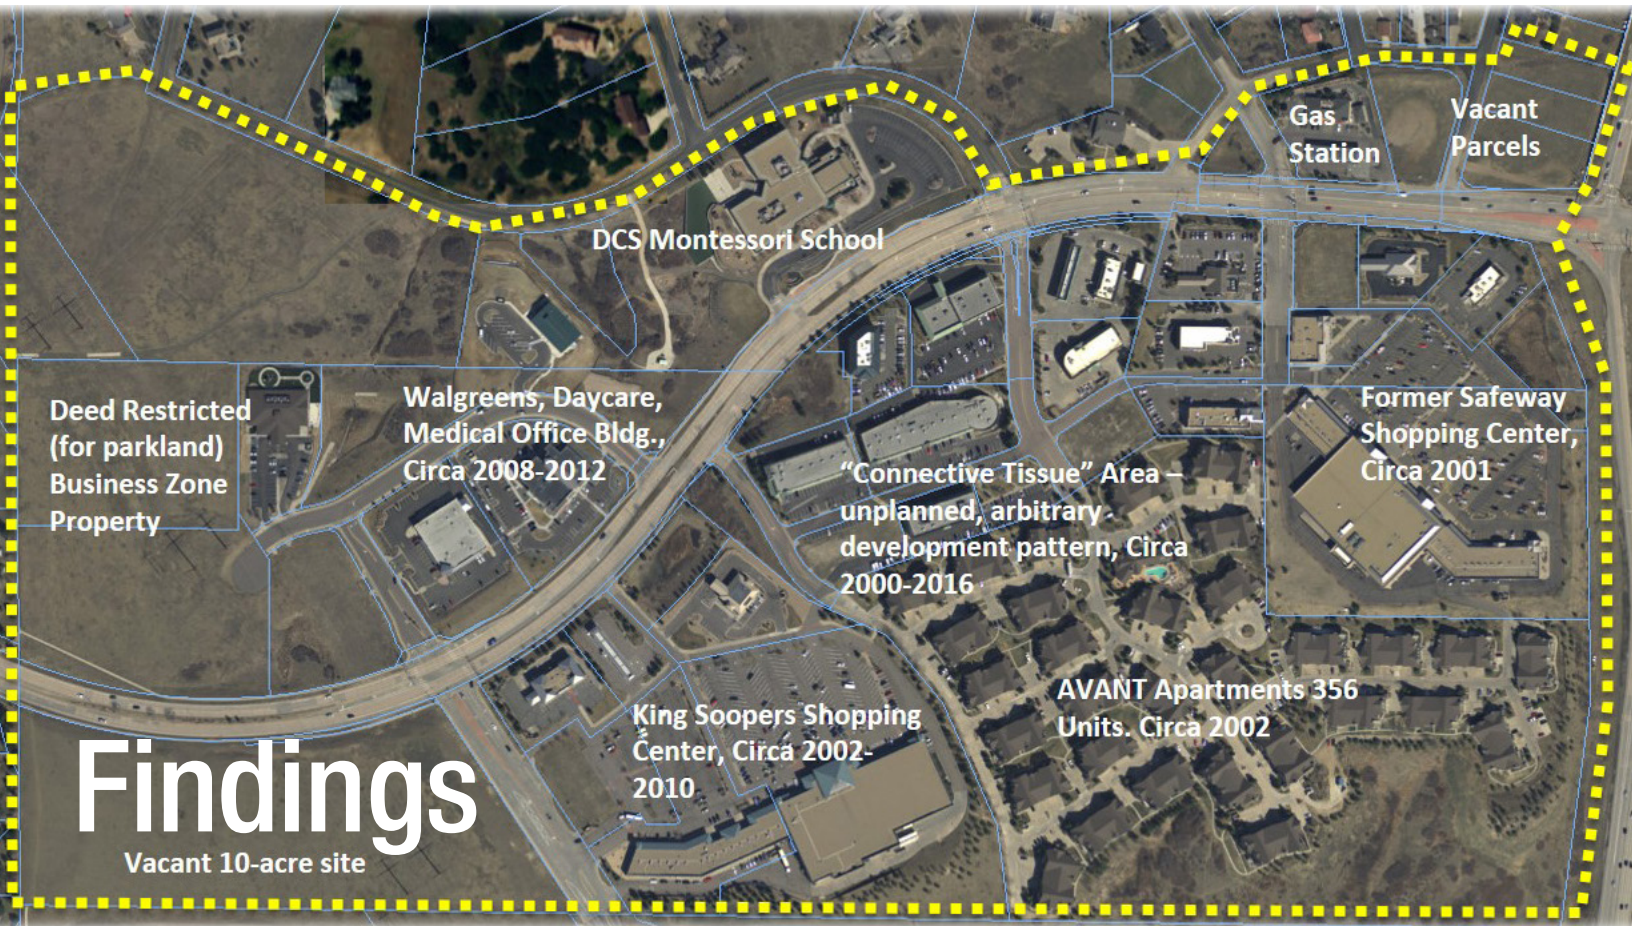 Gas
Station
Vacant
Parcels
DCS Montessori School
Deed Restricted
(for parkland)
Business Zone
Property
Walgreens, Daycare,
Medical Office Bldg.,
Circa 2008-2012
Former Safeway
Shopping Center,
Circa 2001
“Connective Tissue” Area –
unplanned, arbitrary
development pattern, Circa
2000-2016
AVANT Apartments 356
Units. Circa 2002
King Soopers Shopping
Center, Circa 2002-
2010
Findings
Vacant 10-acre site